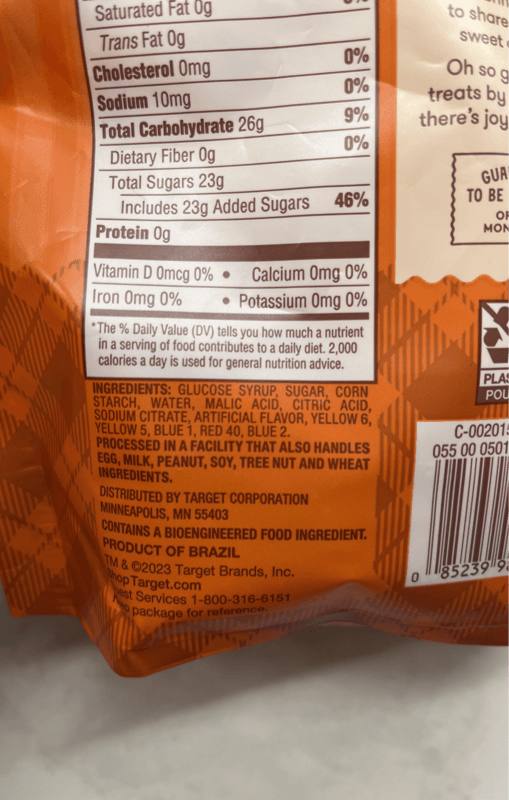 Saturated Fat 0g
Trans Fat 0g
Cholesterol 0mg 0%
Sodium 10mg 0%
Total Carbohydrate 26g 9%
Dietary Fiber 0g 0%
Total Sugars 23g
Includes 23g Added Sugars 46%
Protein 0g
Vitamin D 0mcg 0% • Calcium 0mg 0%
Iron 0mg 0% • Potassium 0mg 0%
*The % Daily Value (DV) tells you how much a nutrient
in a serving of food contributes to a daily diet. 2,000
calories a day is used for general nutrition advice.
INGREDIENTS: GLUCOSE SYRUP, SUGAR, CORN
STARCH, WATER, MALIC ACID, CITRIC ACID,
SODIUM CITRATE, ARTIFICIAL FLAVOR, YELLOW 6,
YELLOW 5, BLUE 1, RED 40, BLUE 2.
PROCESSED IN A FACILITY THAT ALSO HANDLES
EGG, MILK, PEANUT, SOY, TREE NUT AND WHEAT
INGREDIENTS.
DISTRIBUTED BY TARGET CORPORATION
MINNEAPOLIS, MN 55403
CONTAINS A BIOENGINEERED FOOD INGREDIENT.
PRODUCT OF BRAZIL
TM & ©2023 Target Brands, Inc.
Target.com
Services 1-800-316-6151
package for reference.
to share
sweet
Oh so g
treats by
there's joy
GUA
TO BE
OR
MON
PLAS
POU
C-00201
055 00 0501
0 85239 9